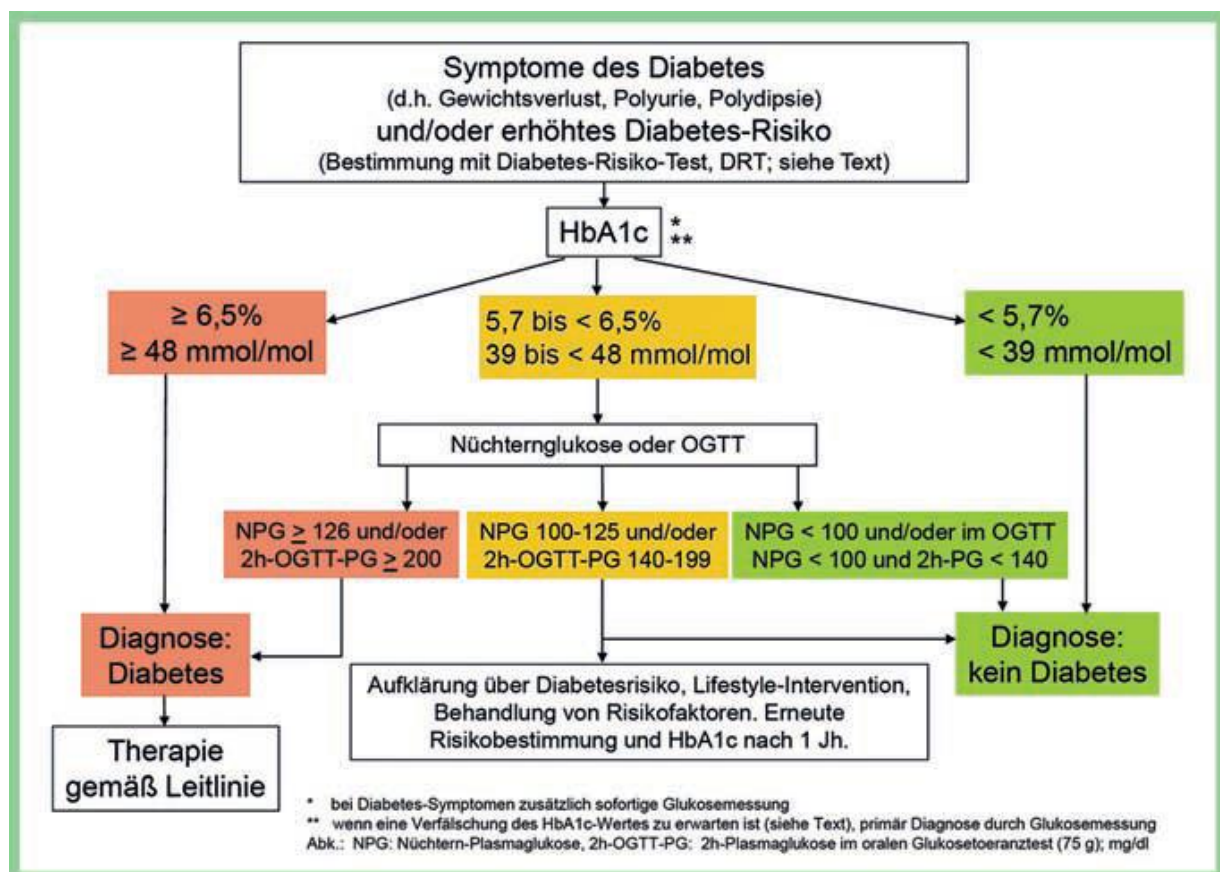 Symptome des Diabetes
(d.h. Gewichtsverlust, Polyurie, Polydipsie)
und/oder erhöhtes Diabetes-Risiko
(Bestimmung mit Diabetes-Risiko-Test, DRT; siehe Text)
HbA1c
*
**
≥ 6,5%
≥ 48 mmol/mol
5,7 bis < 6,5%
39 bis < 48 mmol/mol
< 5,7%
< 39 mmol/mol
Nüchternglukose oder OGTT
NPG ≥ 126 und/oder
2h-OGTT-PG ≥ 200
NPG 100-125 und/oder
2h-OGTT-PG 140-199
NPG < 100 und/oder im OGTT
NPG < 100 und 2h-PG < 140
Diagnose:
Diabetes
Diagnose:
kein Diabetes
Aufklärung über Diabetesrisiko, Lifestyle-Intervention,
Behandlung von Risikofaktoren. Erneute
Risikobestimmung und HbA1c nach 1 Jh.
Therapie
gemäß Leitlinie
* bei Diabetes-Symptomen zusätzlich sofortige Glukosemessung
** wenn eine Verfälschung des HbA1c-Wertes zu erwarten ist (siehe Text), primär Diagnose durch Glukosemessung
Abk.: NPG: Nüchtern-Plasmaglukose, 2h-OGTT-PG: 2h-Plasmaglukose im oralen Glukosetoeranztest (75 g); mg/dl